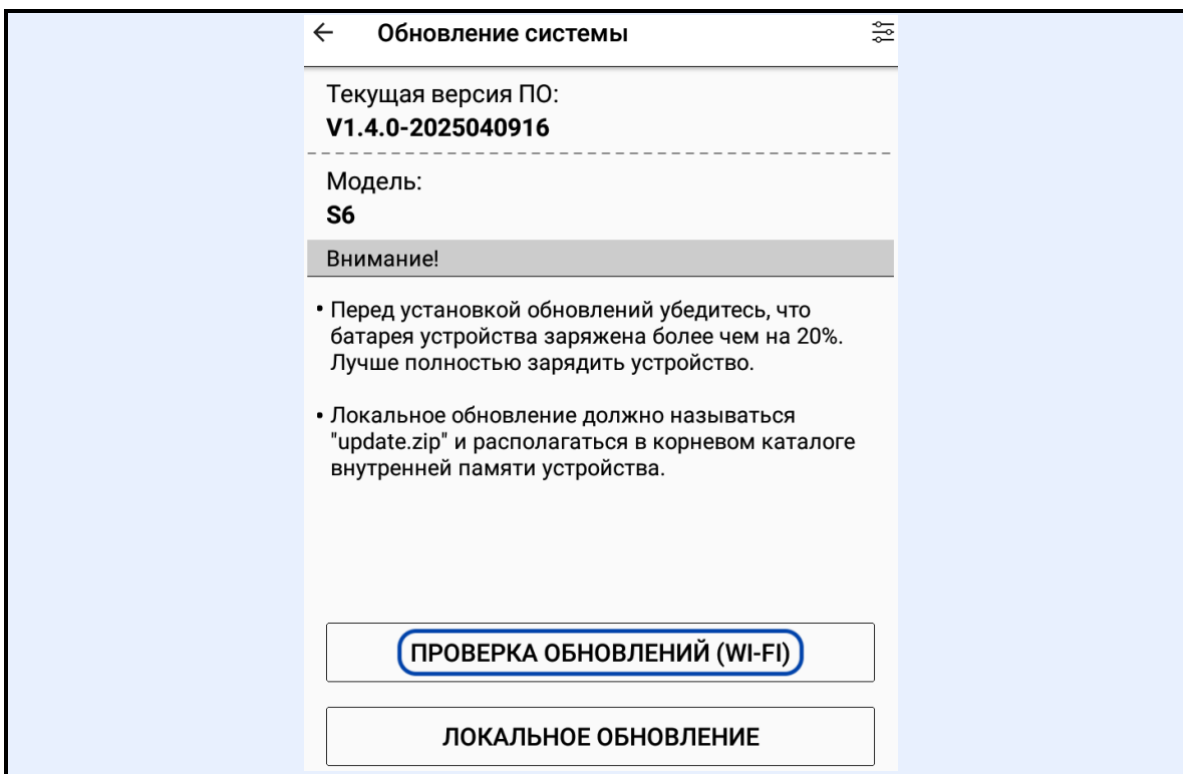 Обновление системы
Текущая версия ПО:
V1.4.0-2025040916
Модель:
S6
Внимание!
• Перед установкой обновлений убедитесь, что
батарея устройства заряжена более чем на 20%.
Лучше полностью зарядить устройство.
• Локальное обновление должно называться
"update.zip" и располагаться в корневом каталоге
внутренней памяти устройства.
ПРОВЕРКА ОБНОВЛЕНИЙ (WI-FI)
ЛОКАЛЬНОЕ ОБНОВЛЕНИЕ